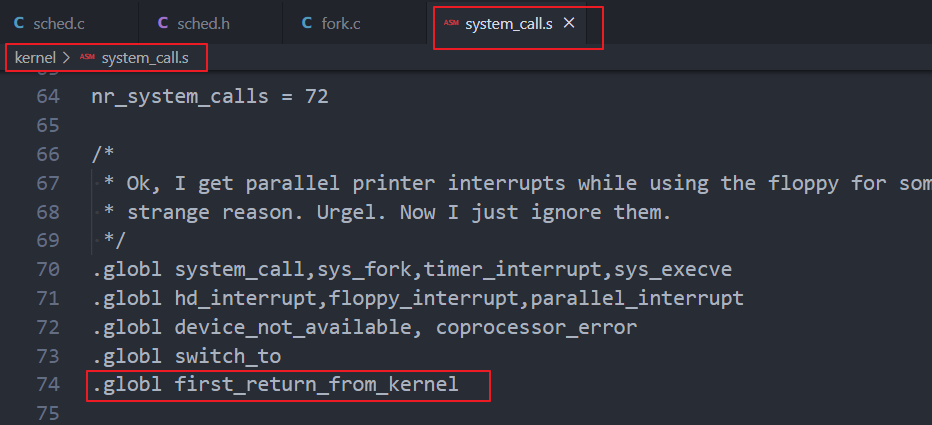 C sched.c C sched.h C fork.c ASM system_call.s ×
kernel > ASM system_call.s
64 nr_system_calls = 72
65
66 /*
67 * Ok, I get parallel printer interrupts while using the floppy for som
68 * strange reason. Urgel. Now I just ignore them.
69 */
70 .globl system_call,sys_fork,timer_interrupt,sys_execve
71 .globl hd_interrupt,floppy_interrupt,parallel_interrupt
72 .globl device_not_available, coprocessor_error
73 .globl switch_to
74 .globl first_return_from_kernel
75